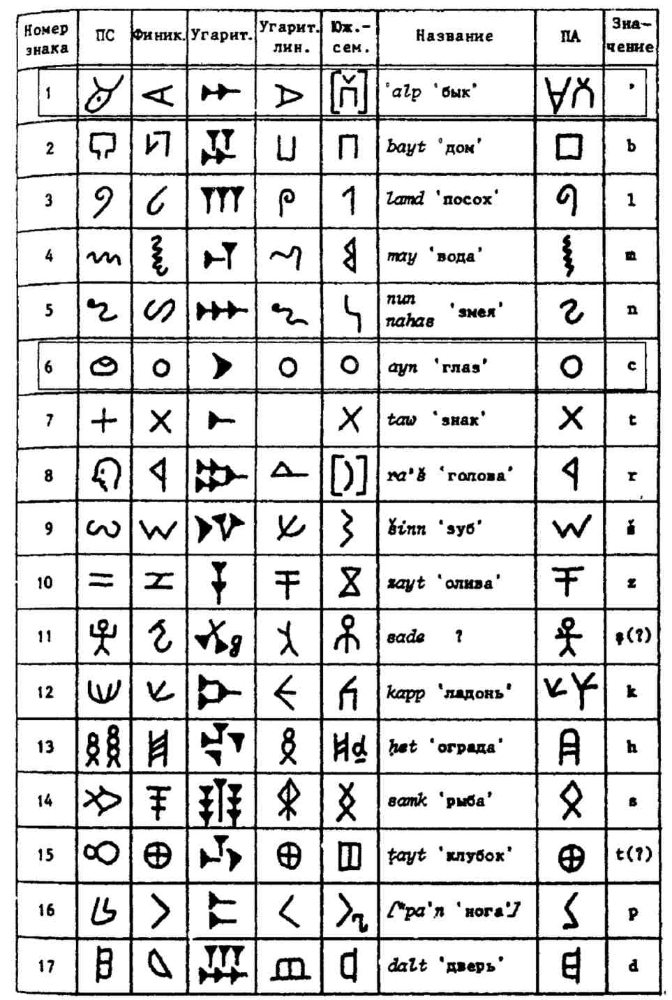 Номер знака ПС Финик. Угарит. Угарит. лин. Юж.-сем. Название ПА Значение
1 'alp 'бык' '
2 bayt 'дом' b
3 lamd 'посох' l
4 may 'вода' m
5 nun nahas 'змея' n
6 ayn 'глаз' c
7 taw 'знак' t
8 ra'š 'голова' r
9 šinn 'зуб' š
10 zayt 'олива' z
11 g sade ? ṣ(?)
12 kapp 'ладонь' k
13 d ḥet 'ограда' h
14 samk 'рыба' s
15 ṭayt 'клубок' t(?)
16 [*pa'n 'нога'] p
17 dalt 'дверь' d